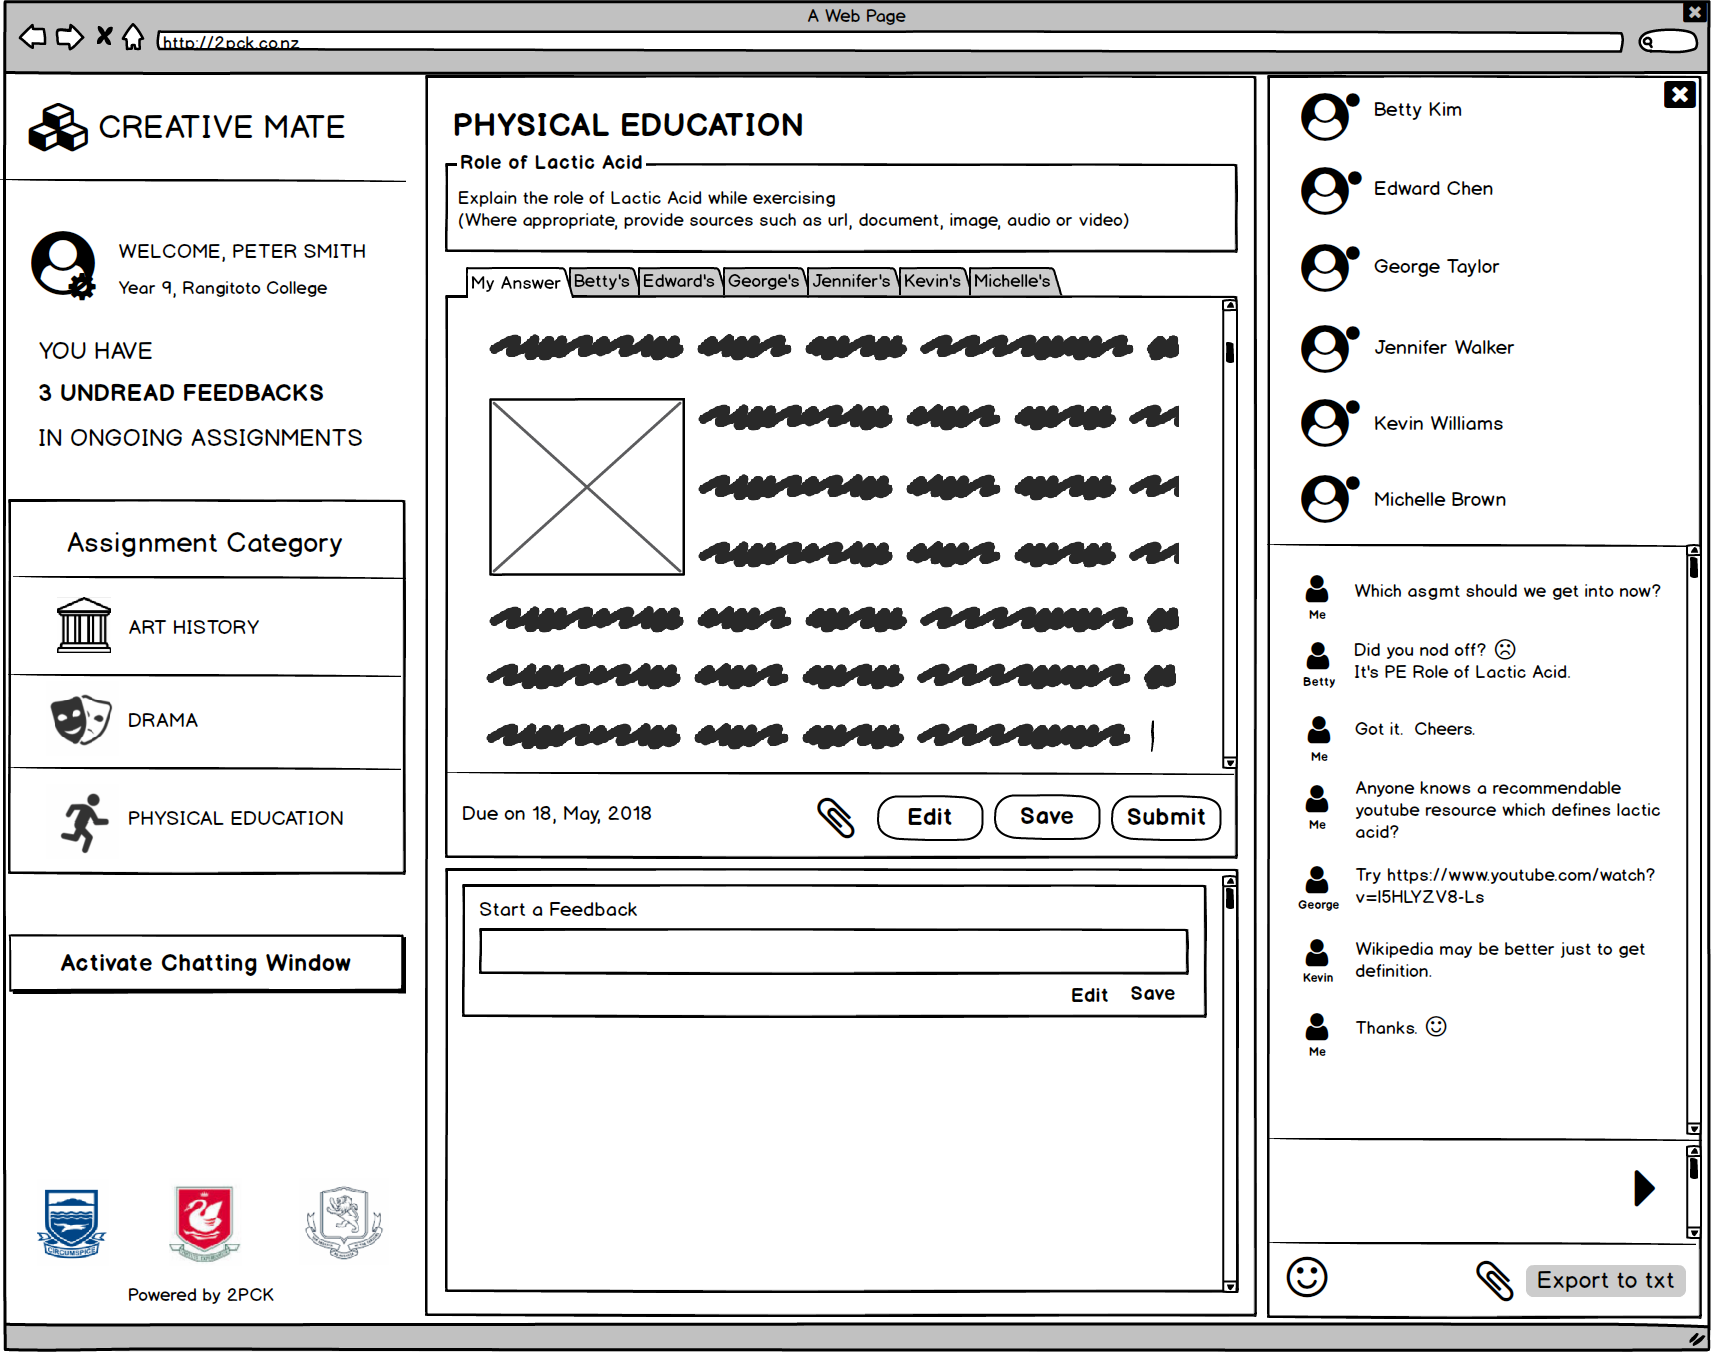 A Web Page
http://2pck.co.nz
CREATIVE MATE
WELCOME, PETER SMITH
Year 9, Rangitoto College
YOU HAVE
3 UNDREAD FEEDBACKS
IN ONGOING ASSIGNMENTS
Assignment Category
ART HISTORY
DRAMA
PHYSICAL EDUCATION
Activate Chatting Window
CIRCUMSPICE
Powered by 2PCK
PHYSICAL EDUCATION
Role of Lactic Acid
Explain the role of Lactic Acid while exercising
(Where appropriate, provide sources such as url, document, image, audio or video)
My Answer Betty's Edward's George's Jennifer's Kevin's Michelle's
Due on 18, May, 2018
Edit Save Submit
Start a Feedback
Edit Save
Betty Kim
Edward Chen
George Taylor
Jennifer Walker
Kevin Williams
Michelle Brown
Which asgmt should we get into now?
Me
Did you nod off?
It's PE Role of Lactic Acid.
Betty
Got it. Cheers.
Me
Anyone knows a recommendable
youtube resource which defines lactic
acid?
Me
Try https://www.youtube.com/watch?
v=I5HLYZV8-Ls
George
Wikipedia may be better just to get
definition.
Kevin
Thanks.
Me
Export to txt